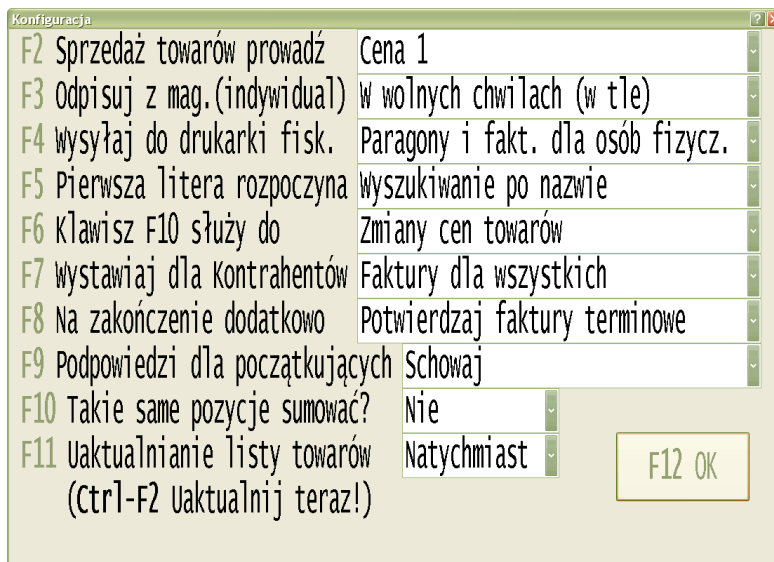 Konfiguracja
F2 Sprzedaż towarów prowadź Cena 1
F3 Odpisuj z mag.(indywidual) W wolnych chwilach (w tle)
F4 Wysyłaj do drukarki fisk. Paragony i fakt. dla osób fizycz.
F5 Pierwsza litera rozpoczyna Wyszukiwanie po nazwie
F6 Klawisz F10 służy do Zmiany cen towarów
F7 Wystawiaj dla Kontrahentów Faktury dla wszystkich
F8 Na zakończenie dodatkowo Potwierdzaj faktury terminowe
F9 Podpowiedzi dla początkujących Schowaj
F10 Takie same pozycje sumować? Nie
F11 Uaktualnianie listy towarów Natychmiast
(Ctrl-F2 Uaktualnij teraz!)
F12 OK